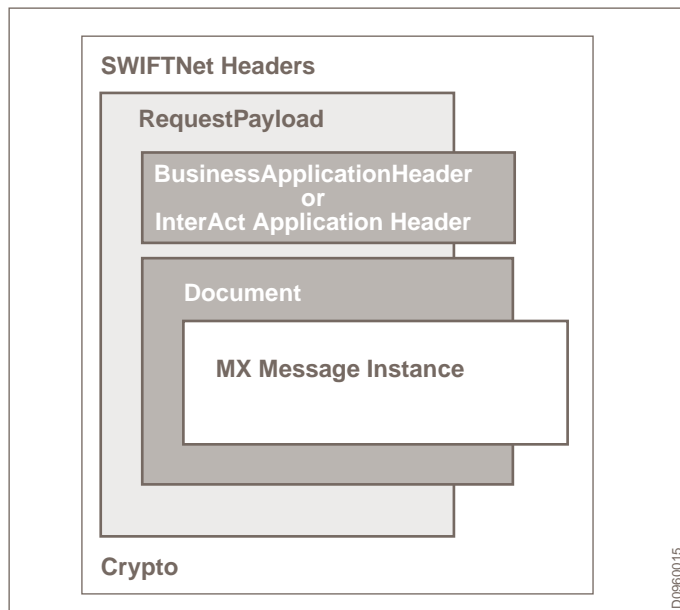 SWIFTNet Headers
RequestPayload
BusinessApplicationHeader
or
InterAct Application Header
Document
MX Message Instance
Crypto
D0960015